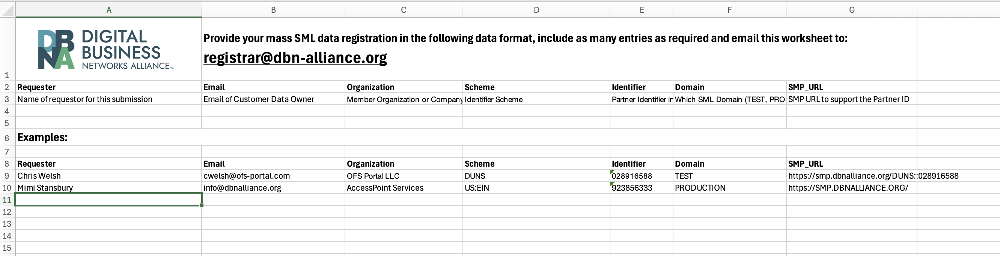 A B C D E F G
DBNA DIGITAL
BUSINESS
NETWORKS ALLIANCE™
Provide your mass SML data registration in the following data format, include as many entries as required and email this worksheet to:
registrar@dbn-alliance.org
1
2 Requester Email Organization Scheme Identifier Domain SMP_URL
3 Name of requestor for this submission Email of Customer Data Owner Member Organization or Company Identifier Scheme Partner Identifier in Which SML Domain (TEST, PRO SMP URL to support the Partner ID
4
5
6 Examples:
7
8 Requester Email Organization Scheme Identifier Domain SMP_URL
9 Chris Welsh cwelsh@ofs-portal.com OFS Portal LLC DUNS 028916588 TEST https://smp.dbnalliance.org/DUNS::028916588
10 Mimi Stansbury info@dbnalliance.org AccessPoint Services US:EIN 923856333 PRODUCTION https://SMP.DBNALLIANCE.ORG/
11
12
13
14
15